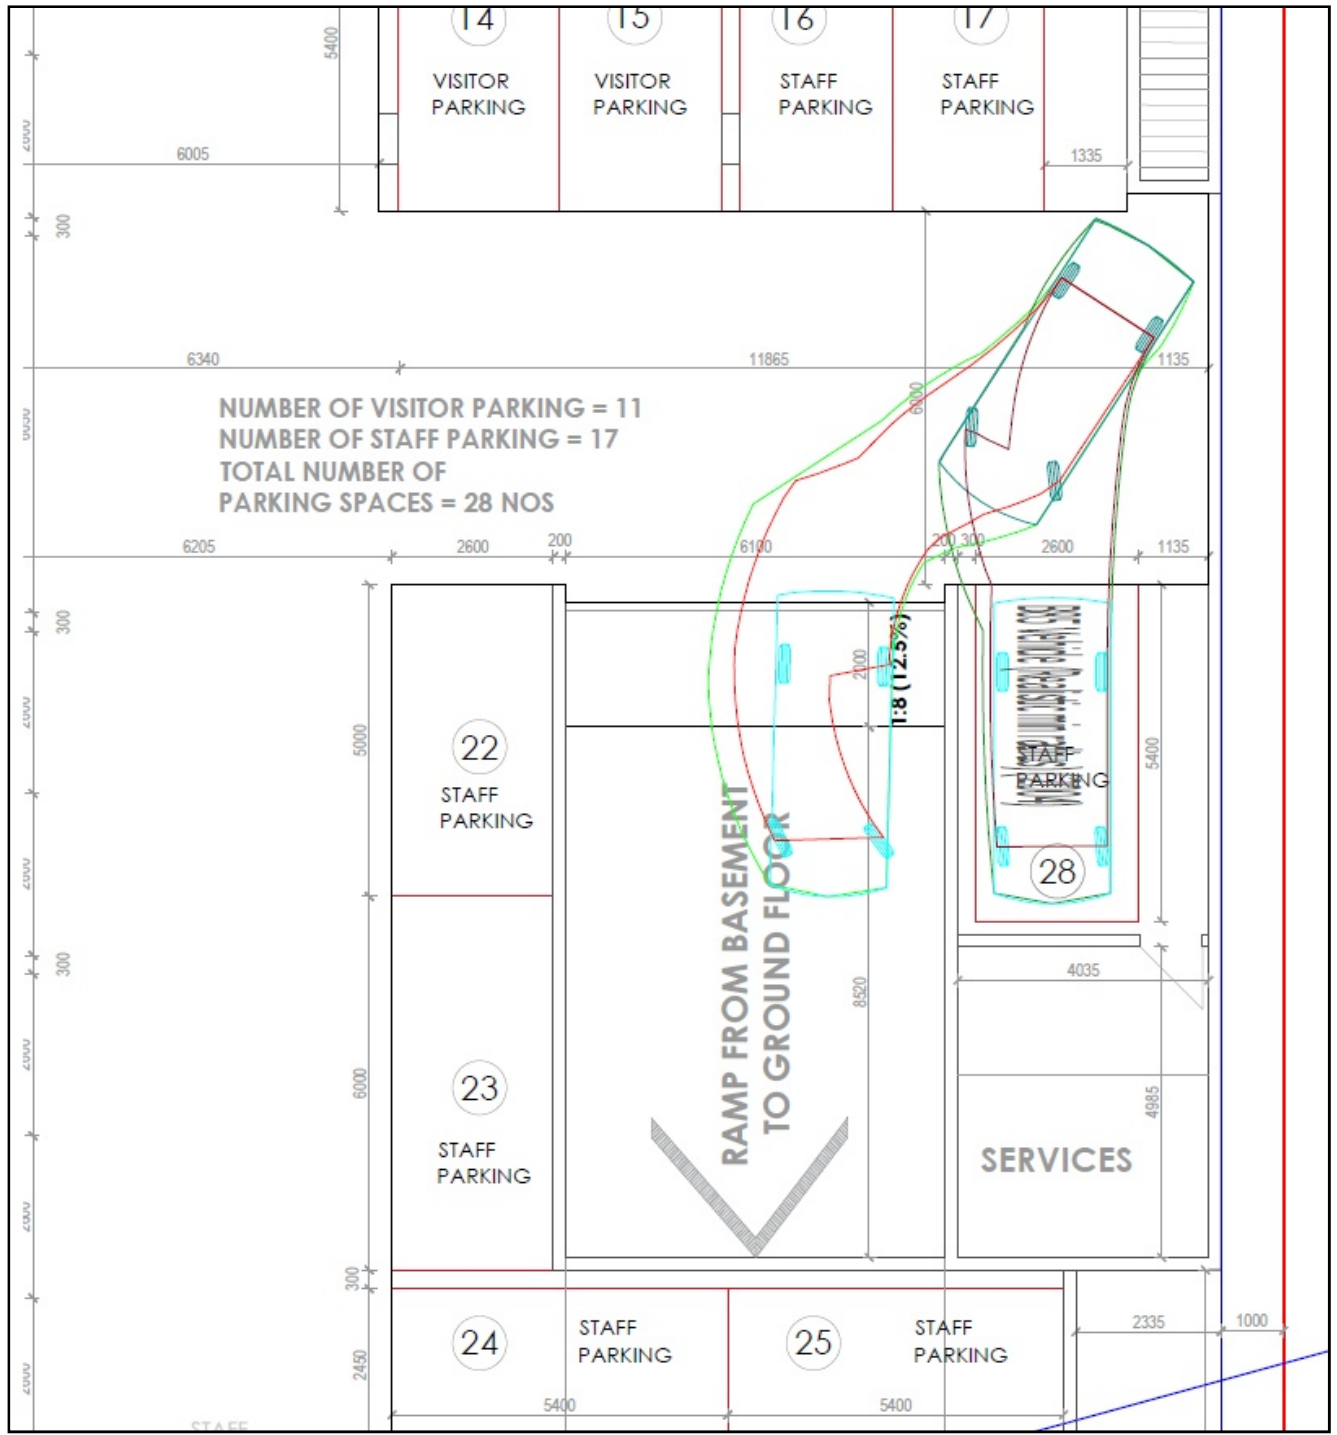 14
15
16
17
VISITOR
PARKING
VISITOR
PARKING
STAFF
PARKING
STAFF
PARKING
5400
6005
1335
300
6340
11865
1135
6000
NUMBER OF VISITOR PARKING = 11
NUMBER OF STAFF PARKING = 17
TOTAL NUMBER OF
PARKING SPACES = 28 NOS
6205
2600
200
6100
200
300
2600
1135
300
2000
1:8 (12.5%)
5000
22
STAFF
PARKING
5400
STAFF
PARKING
28
RAMP FROM BASEMENT
TO GROUND FLOOR
300
4035
8520
6000
23
STAFF
PARKING
4985
SERVICES
300
24
STAFF
PARKING
25
STAFF
PARKING
2335
1000
2450
5400
5400
STAFF